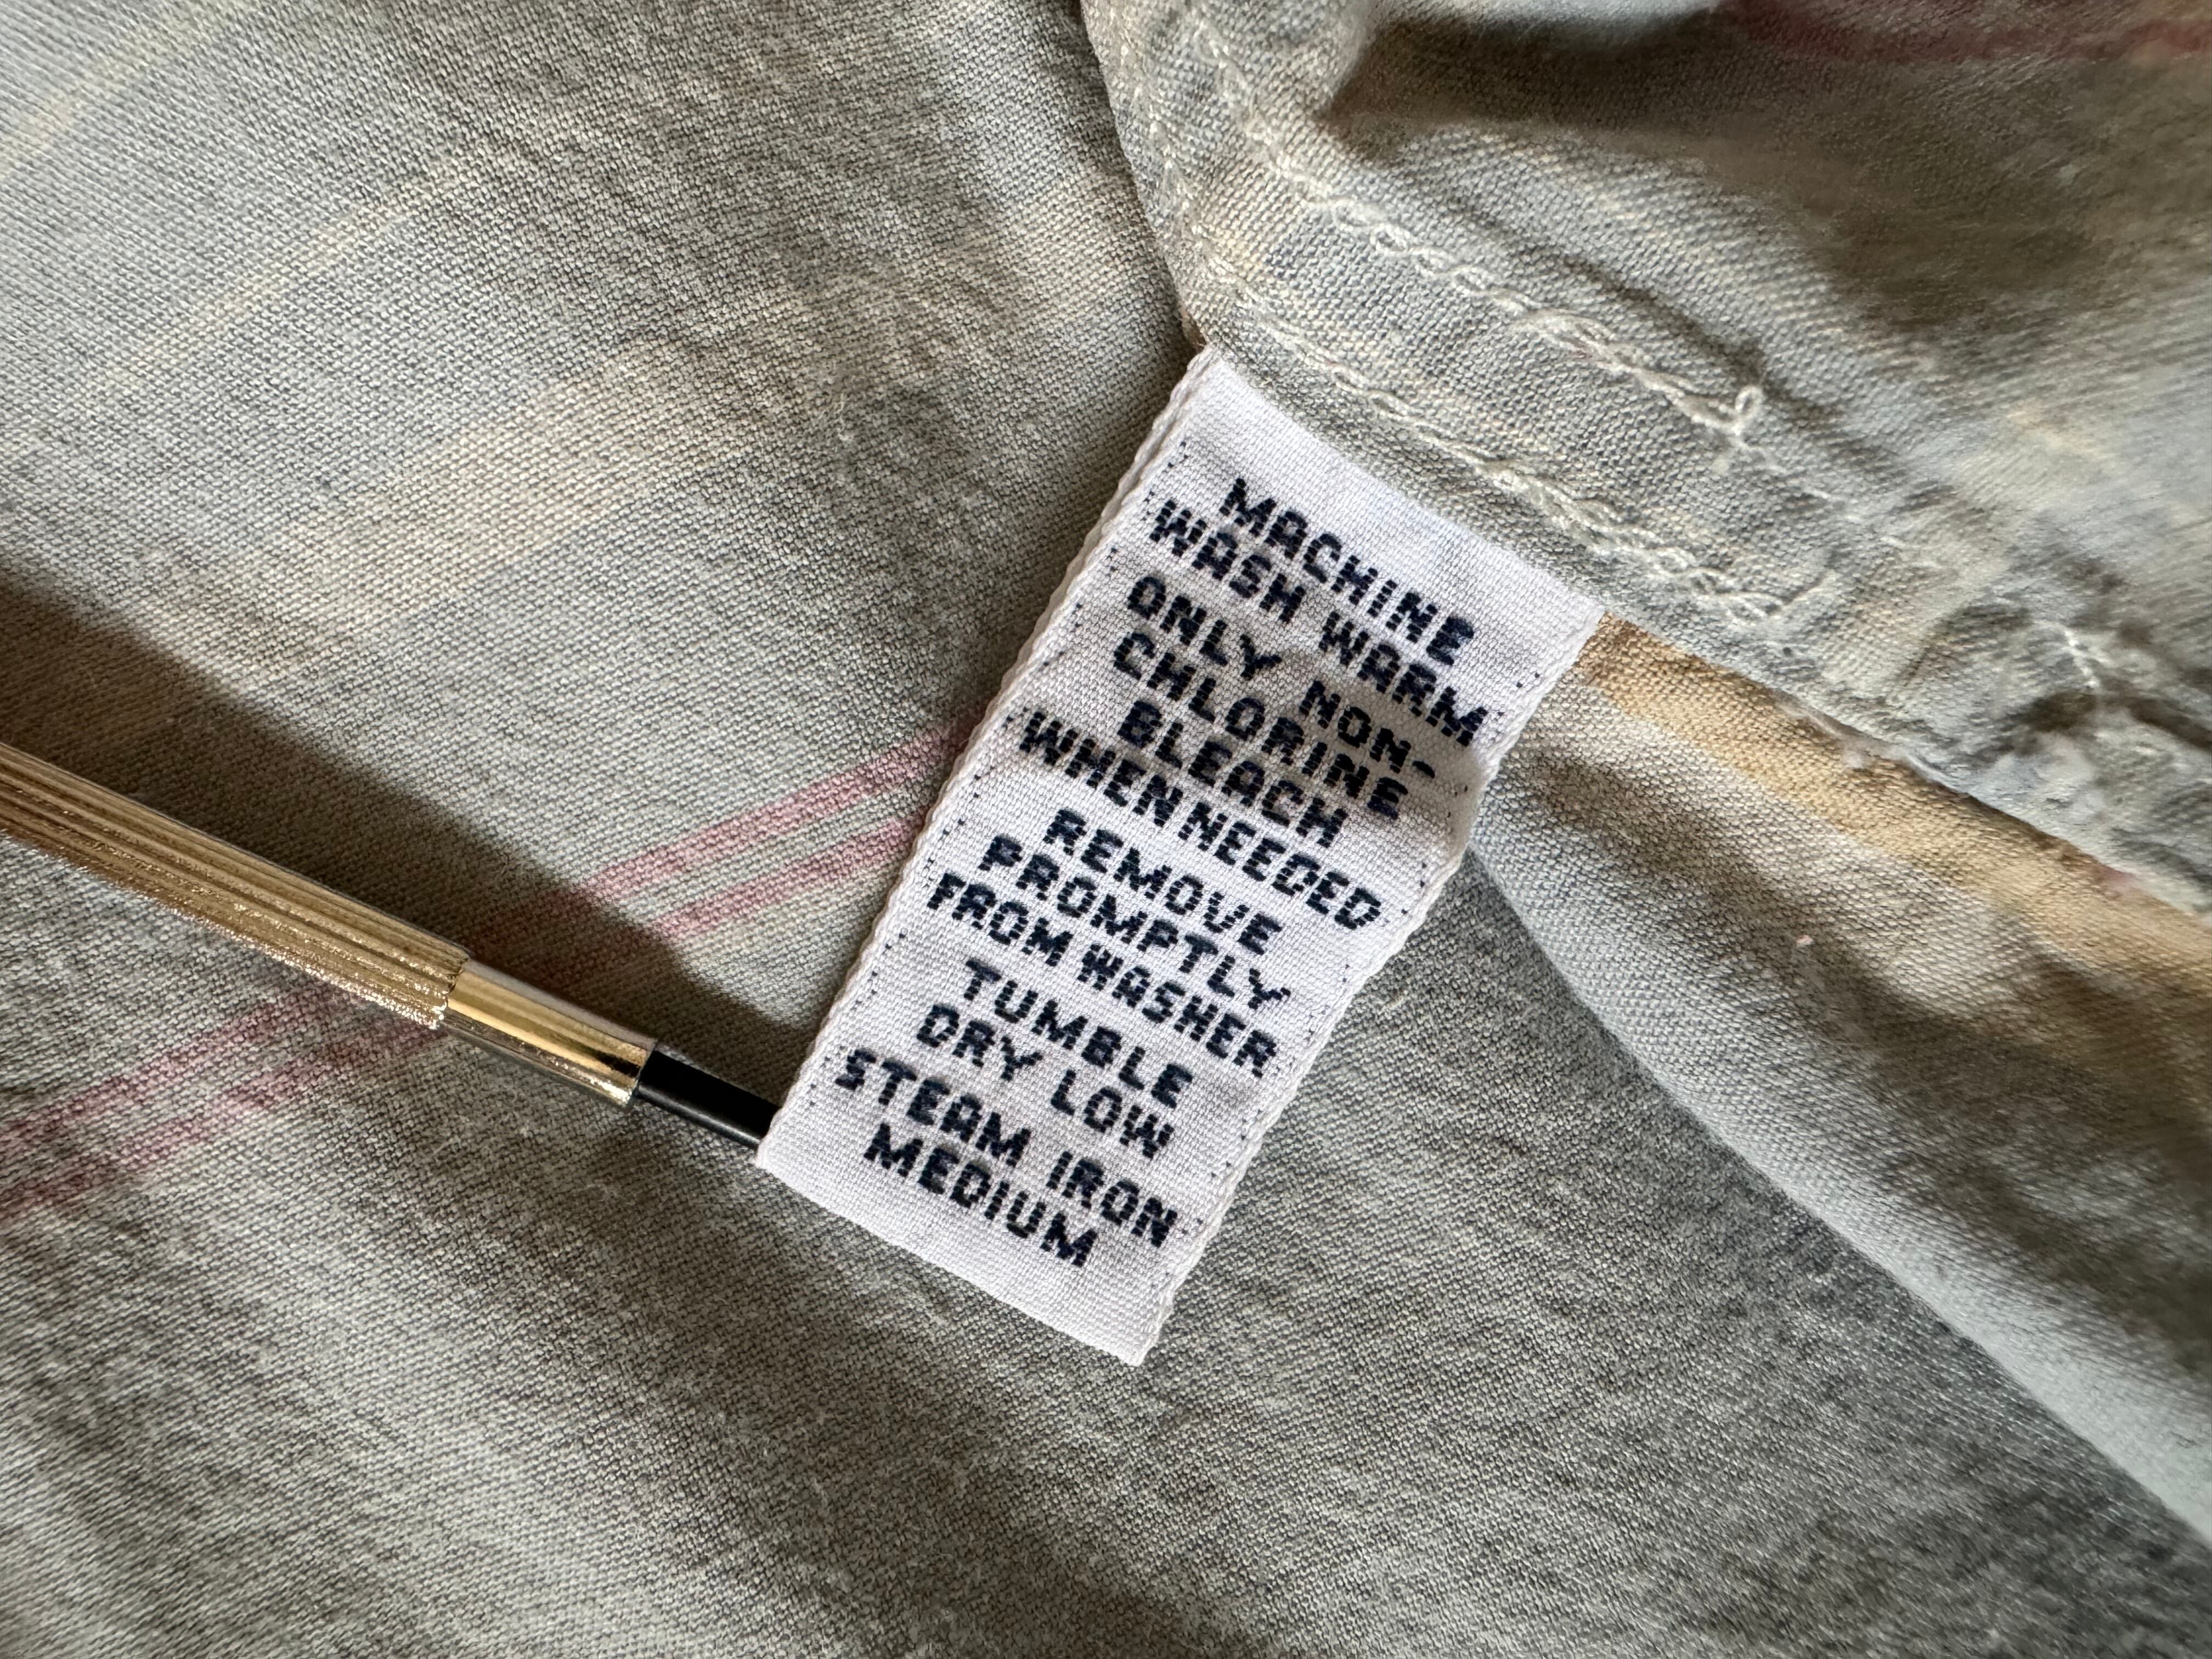 MACHINE
WASH WARM
ONLY NON-
CHLORINE
BLEACH
WHEN NEEDED
REMOVE
PROMPTLY
FROM WASHER
TUMBLE
DRY LOW
STEAM IRON
MEDIUM